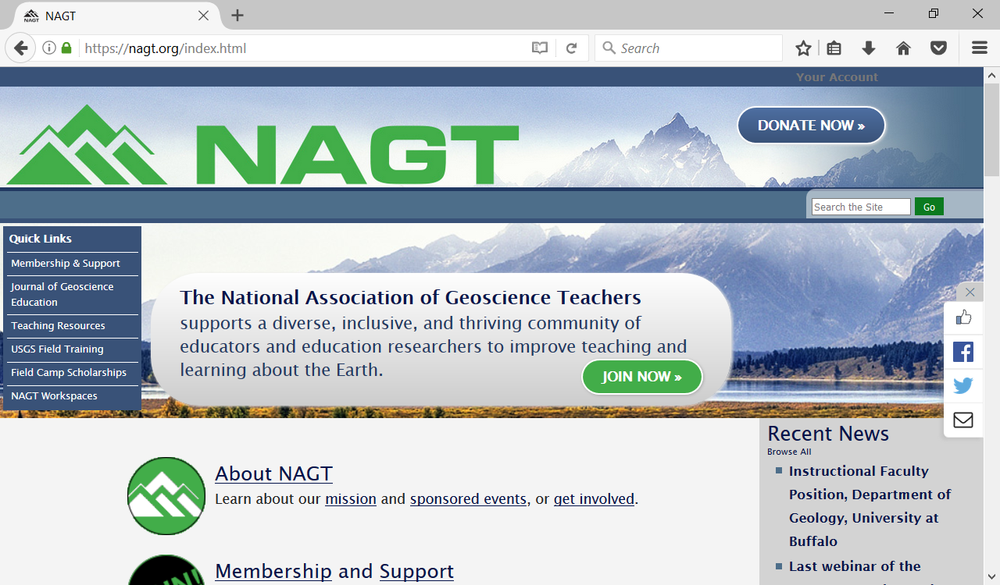 NAGT
NAGT
https://nagt.org/index.html
Search
Your Account
NAGT
DONATE NOW »
Search the Site
Go
Quick Links
Membership & Support
Journal of Geoscience
Education
Teaching Resources
USGS Field Training
Field Camp Scholarships
NAGT Workspaces
The National Association of Geoscience Teachers
supports a diverse, inclusive, and thriving community of
educators and education researchers to improve teaching and
learning about the Earth.
JOIN NOW »
About NAGT
Learn about our mission and sponsored events, or get involved.
Membership and Support
Recent News
Browse All
Instructional Faculty
Position, Department of
Geology, University at
Buffalo
Last webinar of the